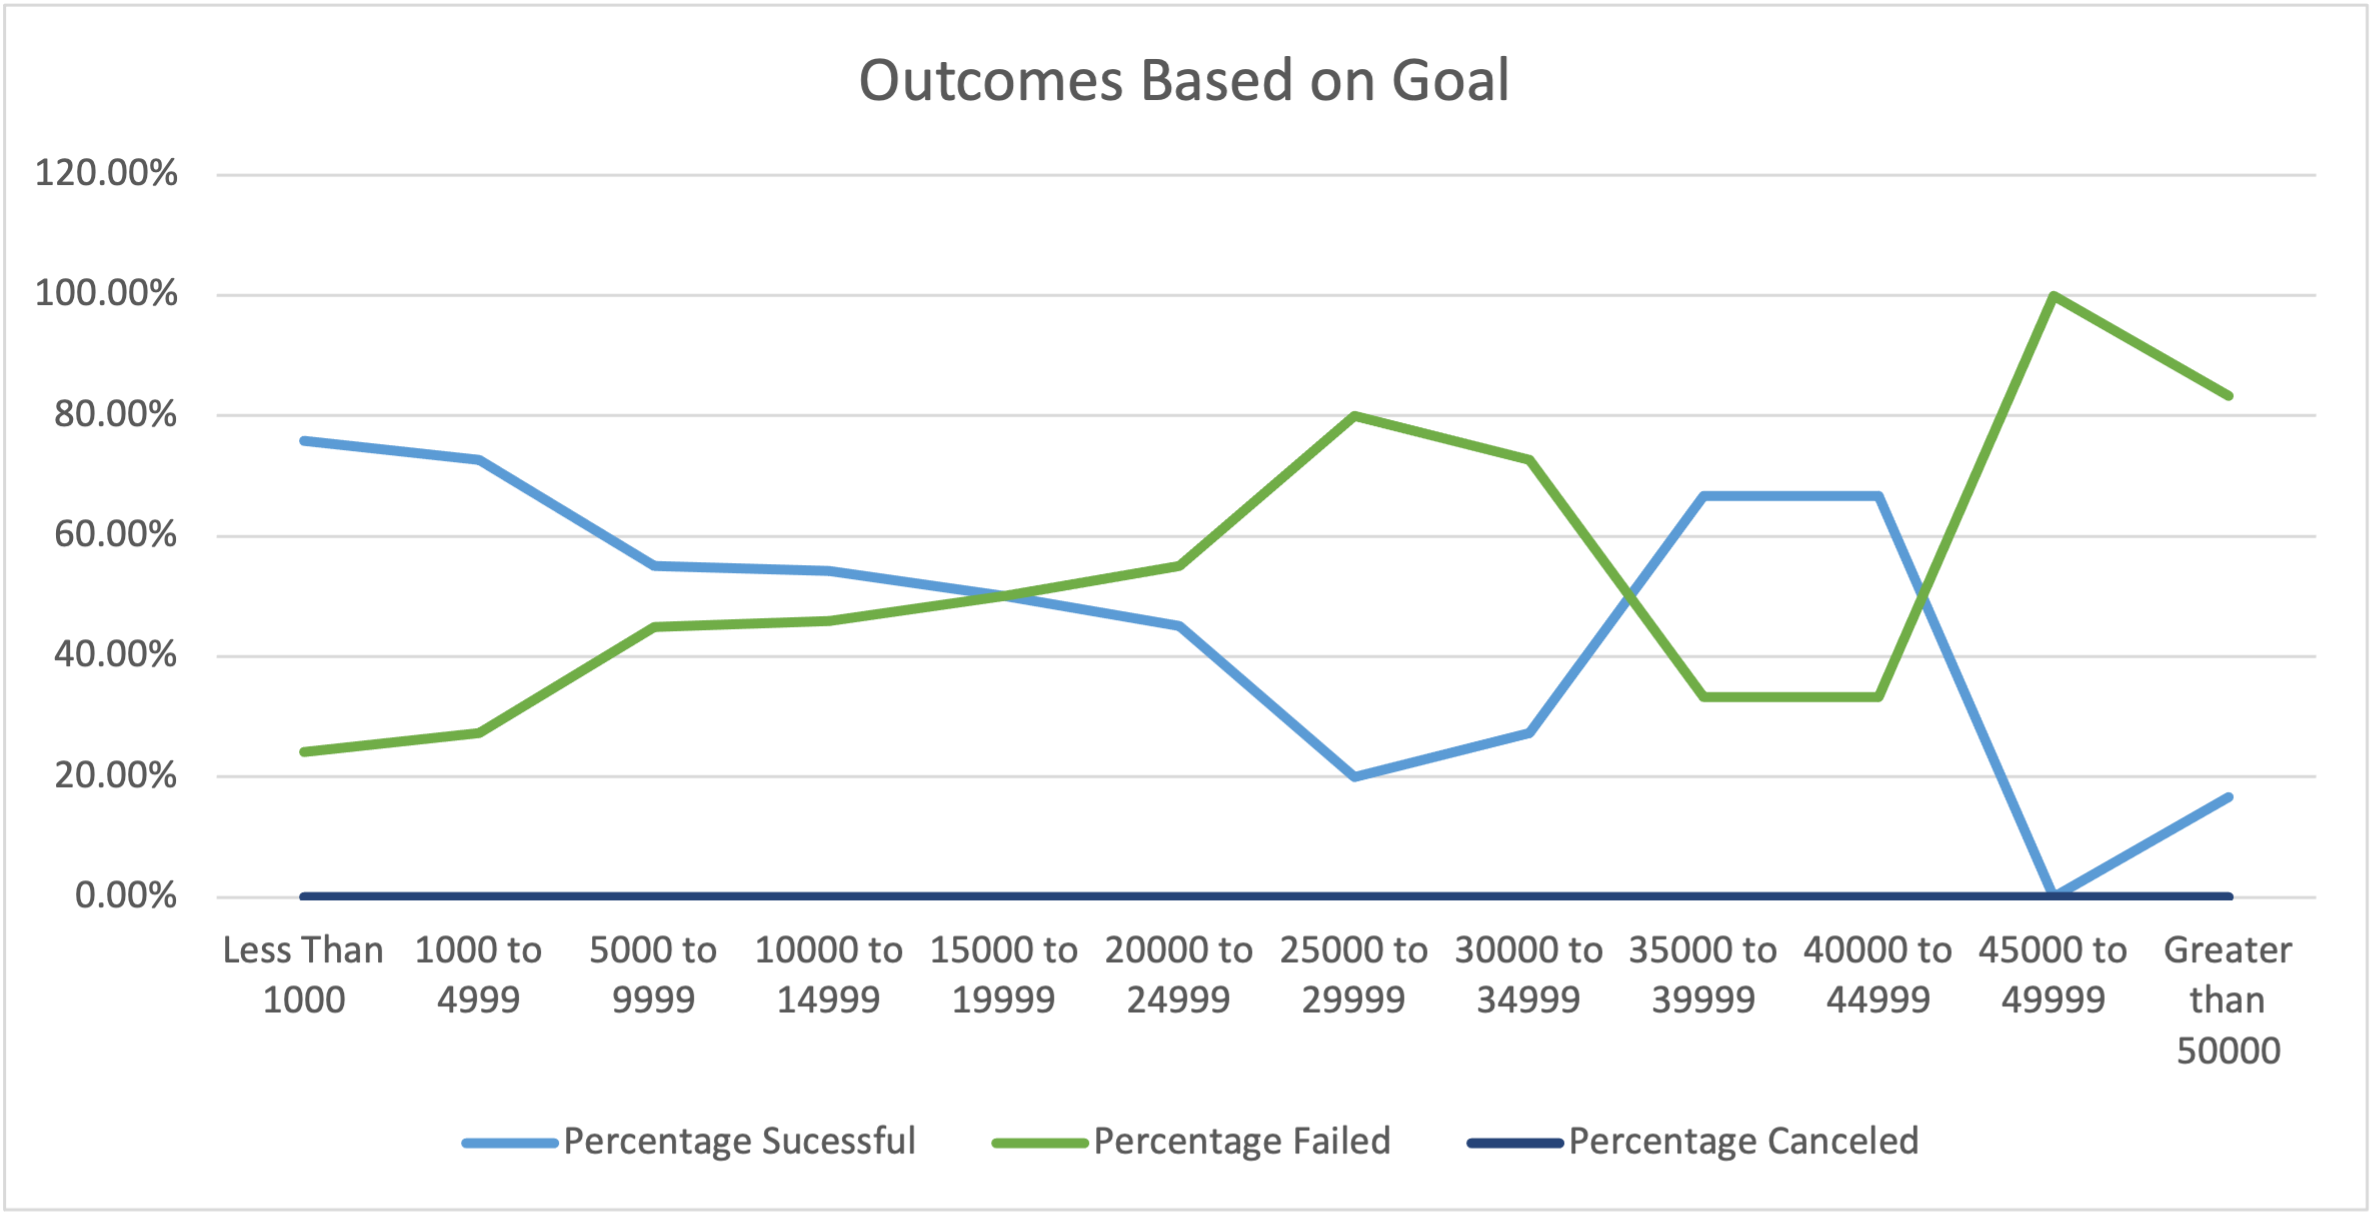 Outcomes Based on Goal
120.00%
100.00%
80.00%
60.00%
40.00%
20.00%
0.00%
Less Than 1000 to 5000 to 10000 to 15000 to 20000 to 25000 to 30000 to 35000 to 40000 to 45000 to Greater
1000 4999 9999 14999 19999 24999 29999 34999 39999 44999 49999 than
50000
Percentage Sucessful Percentage Failed Percentage Canceled